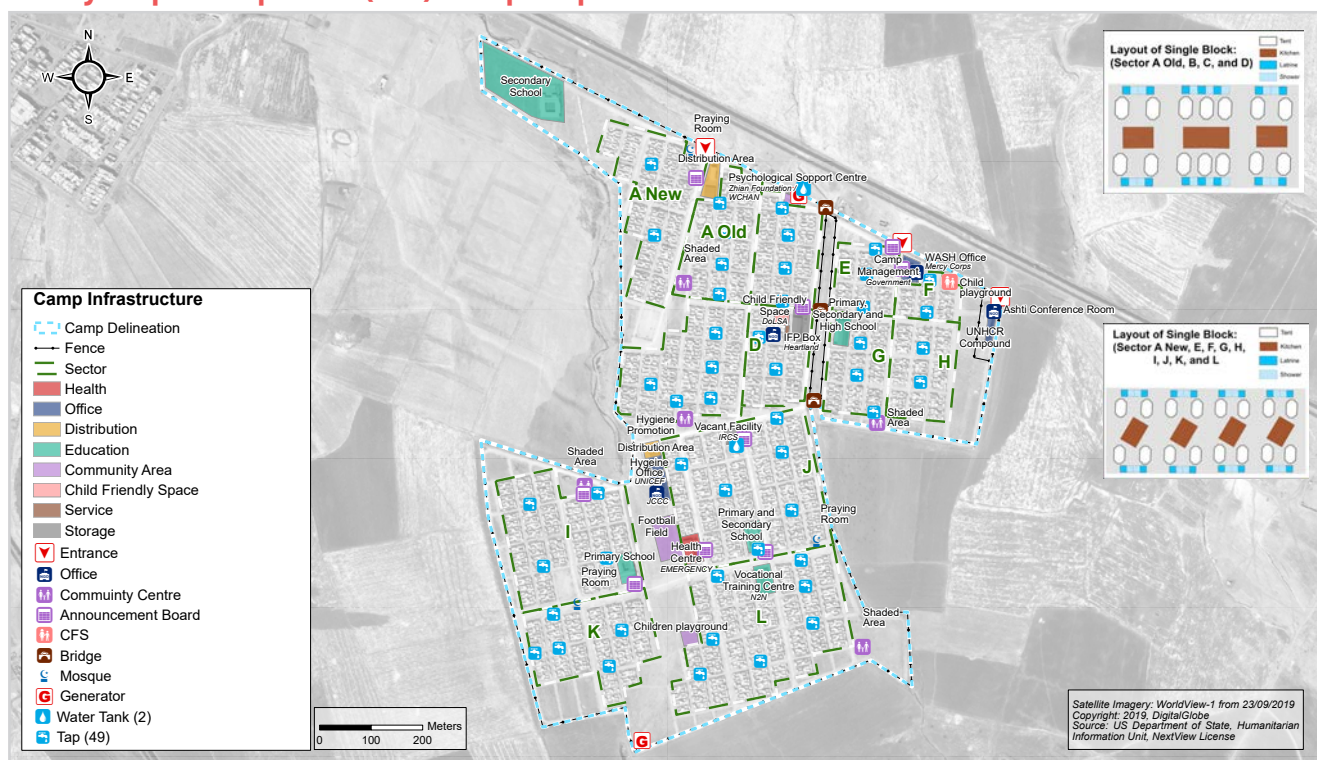 N
W
E
S
Layout of Single Block:
(Sector A Old, B, C, and D)
Tent
Kitchen
Latrine
Shower
Secondary
School
Praying
Room
Distribution Area
Psychological Sopport Centre
Zhian Foundation /
WCHAN
G
A New
A Old
Shaded
Area
E
Camp
Management
Government
WASH Office
Mercy Corps
F
Child
playground
Ashti Conference Room
UNHCR
Compound
Child Friendly
Space
DoLSA
Primary,
Secondary and
High School
D
IFP Box
Heartland
G
H
Layout of Single Block:
(Sector A New, E, F, G, H,
I, J, K, and L
Tent
Kitchen
Latrine
Shower
Hygiene
Promotion
Vacant Facility
IRCS
Shaded
Area
Distribution Area
Hygeine
Office
UNICEF
JCCC
Shaded
Area
J
I
Football
Field
Primary and
Secondary
School
Praying
Room
Health
Centre
EMERGENCY
Primary School
Praying
Room
Vocational
Training Centre
N2N
K
Children playground
L
Shaded
Area
G
Camp Infrastructure
Camp Delineation
Fence
Sector
Health
Office
Distribution
Education
Community Area
Child Friendly Space
Service
Storage
Entrance
Office
Commuinty Centre
Announcement Board
CFS
Bridge
Mosque
G Generator
Water Tank (2)
Tap (49)
Meters
0 100 200
Satellite Imagery: WorldView-1 from 23/09/2019
Copyright: 2019, DigitalGlobe
Source: US Department of State, Humanitarian
Information Unit, NextView License